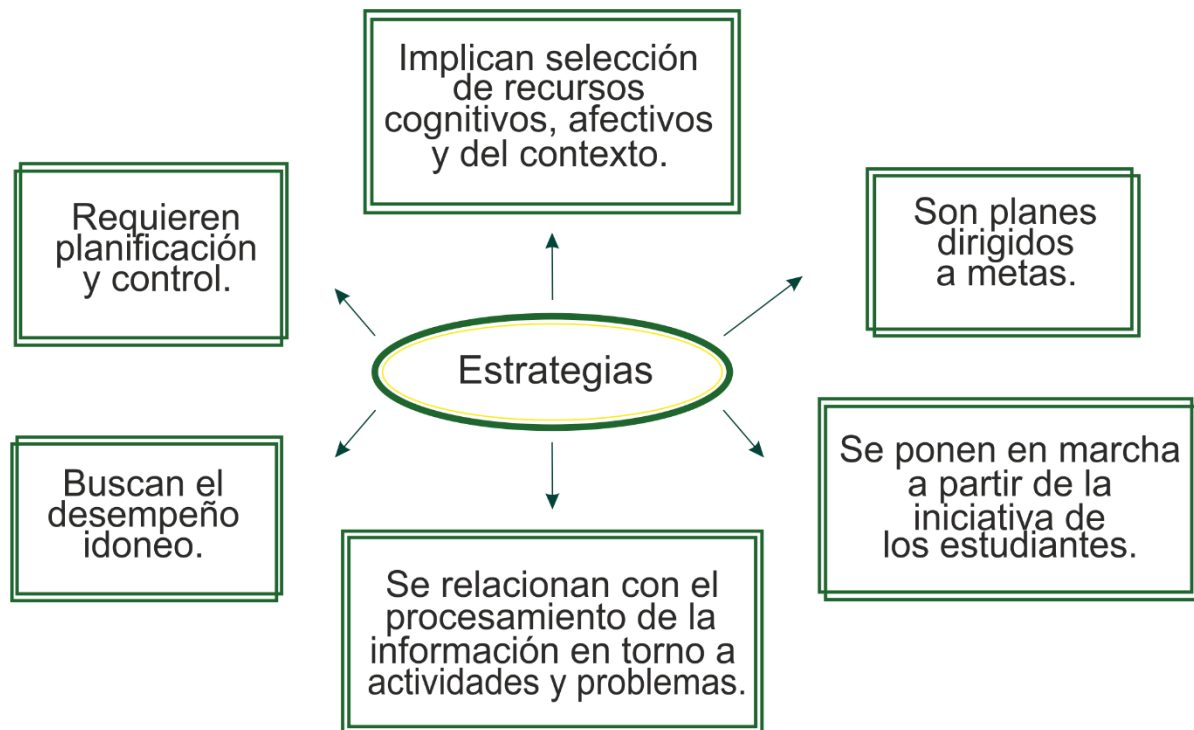 Implican selección
de recursos
cognitivos, afectivos
y del contexto.
Requieren
planificación
y control.
Son planes
dirigidos
a metas.
Estrategias
Buscan el
desempeño
idoneo.
Se ponen en marcha
a partir de la
iniciativa de
los estudiantes.
Se relacionan con el
procesamiento de la
información en torno a
actividades y problemas.